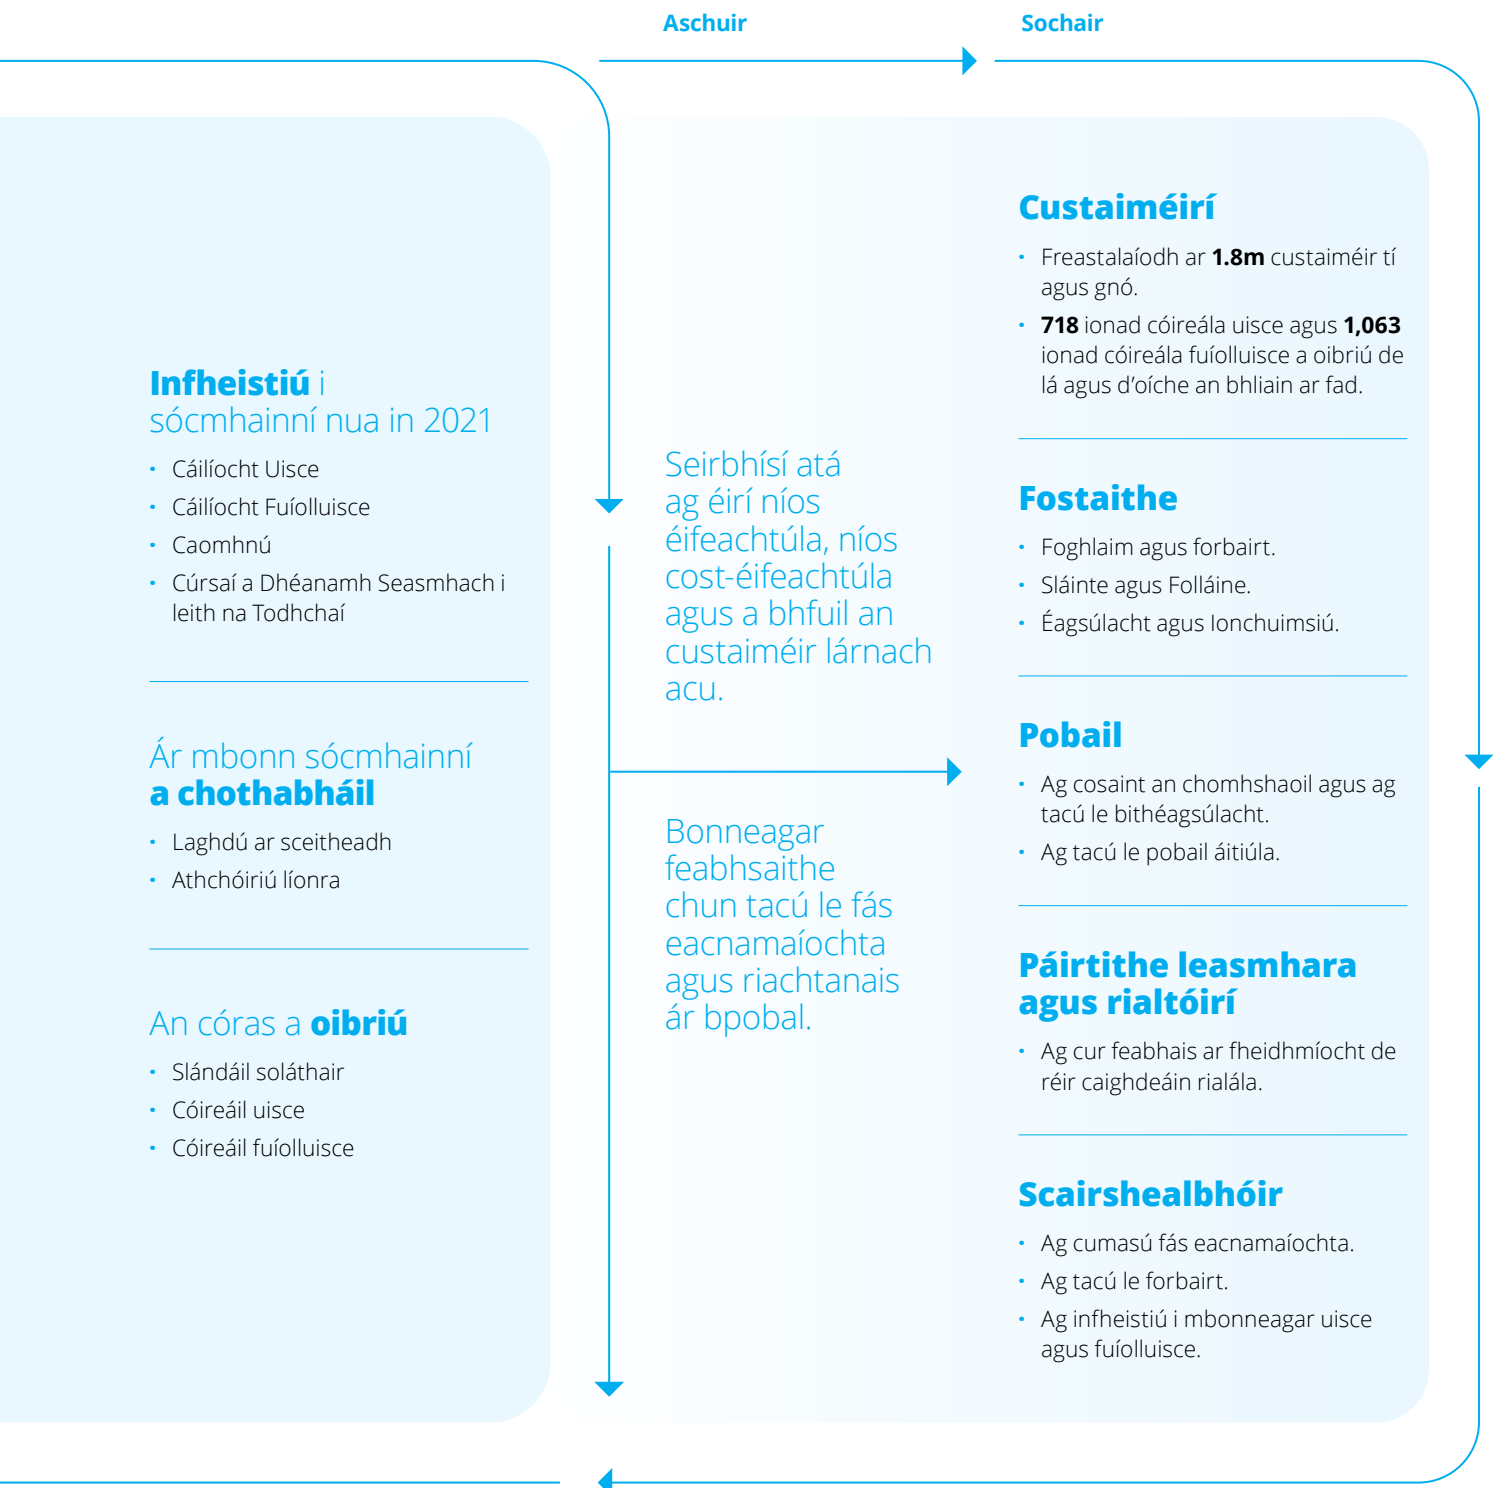 Aschuir
Sochair
Infheistiú i
sócmhainní nua in 2021
• Cáilíocht Uisce
• Cáilíocht Fuíolluisce
• Caomhnú
• Cúrsaí a Dhéanamh Seasmhach i
leith na Todhchaí
Ár mbonn sócmhainní
a chothabháil
• Laghdú ar sceitheadh
• Athchóiriú líonra
An córas a oibriú
• Slándáil soláthair
• Cóireáil uisce
• Cóireáil fuíolluisce
Seirbhísí atá
ag éirí níos
éifeachtúla, níos
cost-éifeachtúla
agus a bhfuil an
custaiméir lárnach
acu.
Bonneagar
feabhsaithe
chun tacú le fás
eacnamaíochta
agus riachtanais
ár bpobal.
Custaiméirí
• Freastalaíodh ar 1.8m custaiméir tí
agus gnó.
• 718 ionad cóireála uisce agus 1,063
ionad cóireála fuíolluisce a oibriú de
lá agus d'oíche an bhliain ar fad.
Fostaithe
• Foghlaim agus forbairt.
• Sláinte agus Folláine.
• Éagsúlacht agus Ionchuimsiú.
Pobail
• Ag cosaint an chomhshaoil agus ag
tacú le bithéagsúlacht.
• Ag tacú le pobail áitiúla.
Páirtithe leasmhara
agus rialtóirí
• Ag cur feabhais ar fheidhmíocht de
réir caighdeáin rialála.
Scairshealbhóir
• Ag cumasú fás eacnamaíochta.
• Ag tacú le forbairt.
• Ag infheistiú i mbonneagar uisce
agus fuíolluisce.